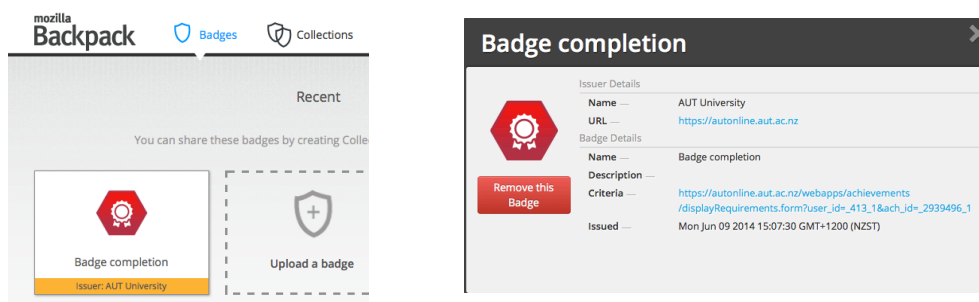 mozilla
Backpack
Badges
Collections
Recent
You can share these badges by creating Colle
Badge completion
Issuer: AUT University
Upload a badge
Badge completion
Issuer Details
Name — AUT University
URL — https://autonline.aut.ac.nz
Badge Details
Name — Badge completion
Description —
Remove this
Badge
Criteria — https://autonline.aut.ac.nz/webapps/achievements
/displayRequirements.form?user_id=_413_1&ach_id=_2939496_1
Issued — Mon Jun 09 2014 15:07:30 GMT+1200 (NZST)